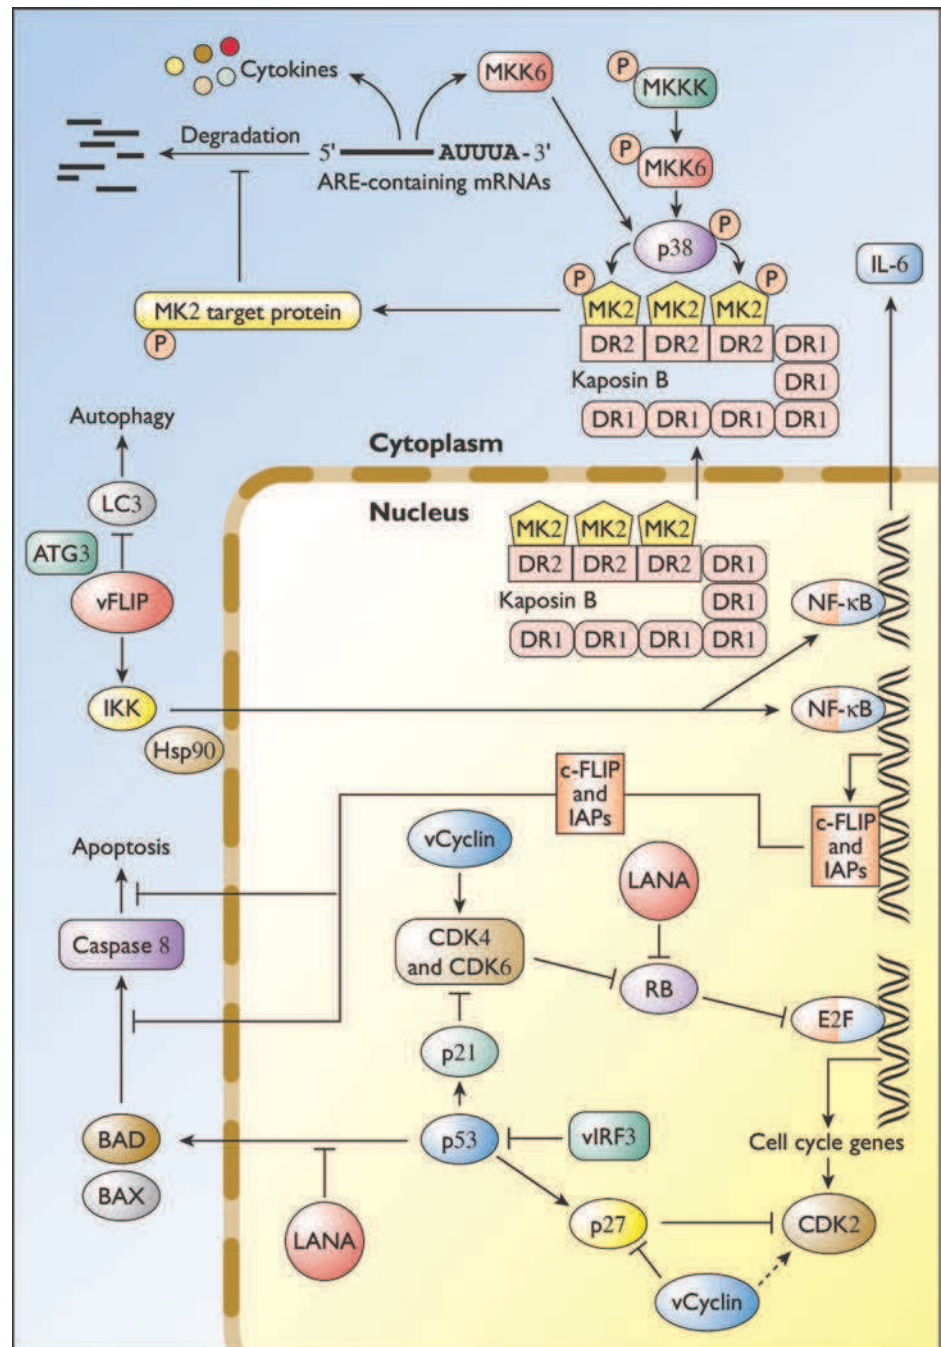 Cytokines
MKK6
P
MKKK
Degradation
5'
AUUUA-3'
ARE-containing mRNAs
P
MKK6
P
p38
IL-6
P
P
MK2
MK2
MK2
MK2 target protein
P
DR2
DR2
DR2
DR1
Kaposin B
DR1
DR1
DR1
DR1
DR1
Autophagy
Cytoplasm
LC3
Nucleus
MK2
MK2
MK2
ATG3
DR2
DR2
DR2
DR1
vFLIP
Kaposin B
DR1
NF-κB
DR1
DR1
DR1
DR1
IKK
NF-κB
Hsp90
c-FLIP
and
IAPs
c-FLIP
and
IAPs
vCyclin
Apoptosis
LANA
Caspase 8
CDK4
and CDK6
RB
E2F
p21
BAD
p53
vIRF3
Cell cycle genes
BAX
LANA
p27
CDK2
vCyclin